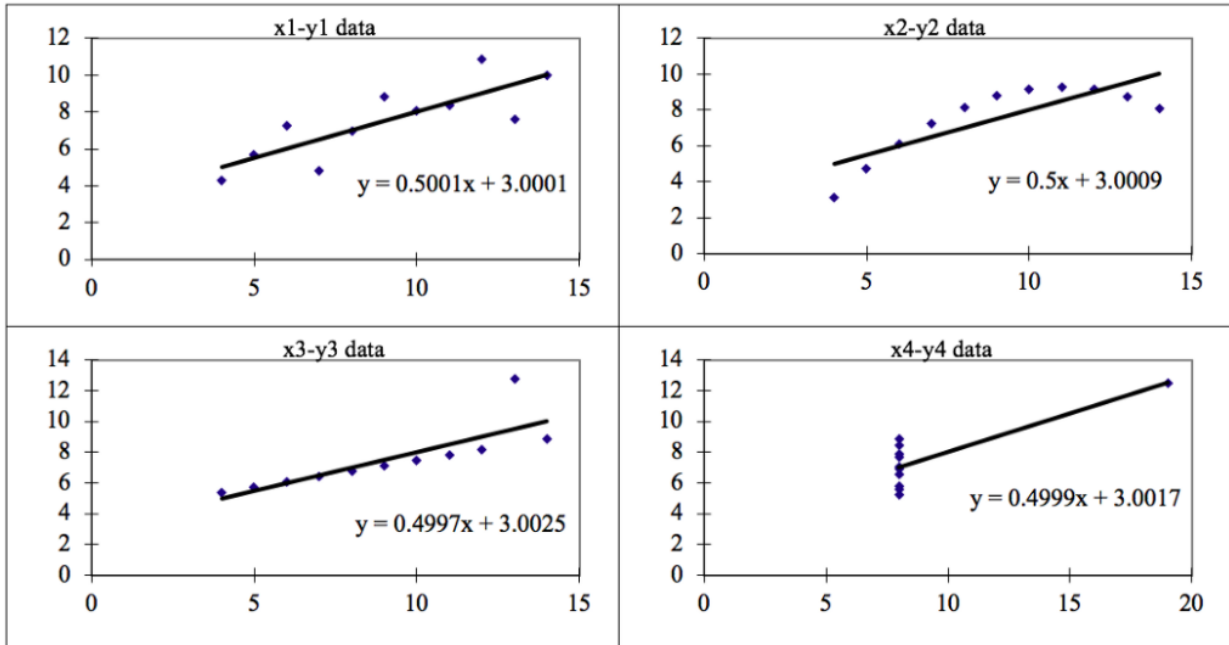 x1-y1 data
12
10
8
6
4
2
0
0 5 10 15
y = 0.5001x + 3.0001
x2-y2 data
12
10
8
6
4
2
0
0 5 10 15
y = 0.5x + 3.0009
x3-y3 data
14
12
10
8
6
4
2
0
0 5 10 15
y = 0.4997x + 3.0025
x4-y4 data
14
12
10
8
6
4
2
0
0 5 10 15 20
y = 0.4999x + 3.0017